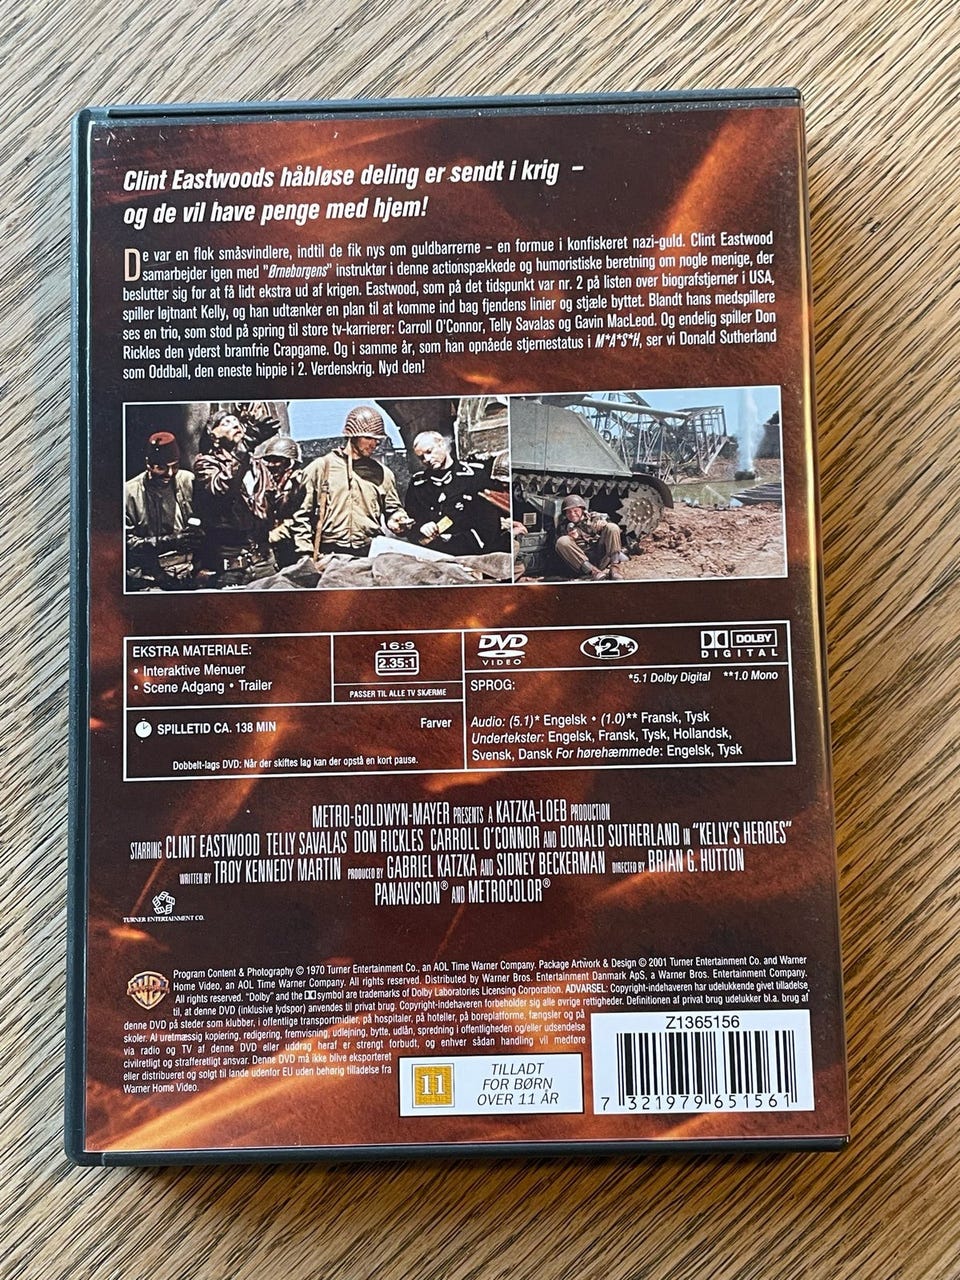 Clint Eastwoods håbløse deling er sendt i krig –
og de vil have penge med hjem!
De var en flok småsvindlere, indtil de fik nys om guldbarrerne – en formue i konfiskeret nazi-guld. Clint Eastwood
samarbejder igen med "Ørneborgens" instruktør i denne actionspækkede og humoristiske beretning om nogle menige, der
beslutter sig for at få lidt ekstra ud af krigen. Eastwood, som på det tidspunkt var nr. 2 på listen over biografstjerner i USA,
spiller løjtnant Kelly, og han udtænker en plan til at komme ind bag fjendens linier og stjæle byttet. Blandt hans medspillere
ses en trio, som stod på spring til store tv-karrierer: Carroll O'Connor, Telly Savalas og Gavin MacLeod. Og endelig spiller Don
Rickles den yderst bramfrie Crapgame. Og i samme år, som han opnåede stjernestatus i M*A*S*H, ser vi Donald Sutherland
som Oddball, den eneste hippie i 2. Verdenskrig. Nyd den!
EKSTRA MATERIALE:
• Interaktive Menuer
• Scene Adgang • Trailer
16:9
2.35:1
PASSER TIL ALLE TV SKÆRME
SPILLETID CA. 138 MIN
Farver
Dobbelt-lags DVD: Når der skiftes lag kan der opstå en kort pause.
DVD
VIDEO
2
DOLBY
DIGITAL
SPROG:
*5.1 Dolby Digital **1.0 Mono
Audio: (5.1)* Engelsk • (1.0)** Fransk, Tysk
Undertekster: Engelsk, Fransk, Tysk, Hollandsk,
Svensk, Dansk For hørehæmmede: Engelsk, Tysk
METRO-GOLDWYN-MAYER PRESENTS A KATZKA-LOEB PRODUCTION
STARRING CLINT EASTWOOD TELLY SAVALAS DON RICKLES CARROLL O'CONNOR AND DONALD SUTHERLAND IN "KELLY'S HEROES"
WRITTEN BY TROY KENNEDY MARTIN PRODUCED BY GABRIEL KATZKA AND SIDNEY BECKERMAN DIRECTED BY BRIAN G. HUTTON
PANAVISION® AND METROCOLOR®
TURNER ENTERTAINMENT CO.
WB
Program Content & Photography © 1970 Turner Entertainment Co., an AOL Time Warner Company. Package Artwork & Design © 2001 Turner Entertainment Co. and Warner
Home Video, an AOL Time Warner Company. All rights reserved. Distributed by Warner Bros. Entertainment Danmark ApS, a Warner Bros. Entertainment Company.
All rights reserved. "Dolby" and the symbol are trademarks of Dolby Laboratories Licensing Corporation. ADVARSEL: Copyright-indehaveren har udelukkende givet tilladelse
til, at denne DVD (inklusive lydspor) anvendes til privat brug. Copyright-indehaveren forbeholder sig alle øvrige rettigheder. Definitionen af privat brug udelukker bl.a. brug af
denne DVD på steder som klubber, i offentlige transportmidler, på hospitaler, på hoteller, på boreplatforme, fængsler og på
skoler. Al uretmæssig kopiering, redigering, fremvisning, udlejning, bytte, udlån, spredning i offentligheden og/eller udsendelse
via radio og TV af denne DVD eller uddrag heraf er strengt forbudt, og enhver sådan handling vil medføre
civilretligt og strafferetligt ansvar. Denne DVD må ikke blive eksporteret
eller distribueret og solgt til lande udenfor EU uden behørig tilladelse fra
Warner Home Video.
11
TILLADT
FOR BØRN
OVER 11 ÅR
Z1365156
7 321979 651561